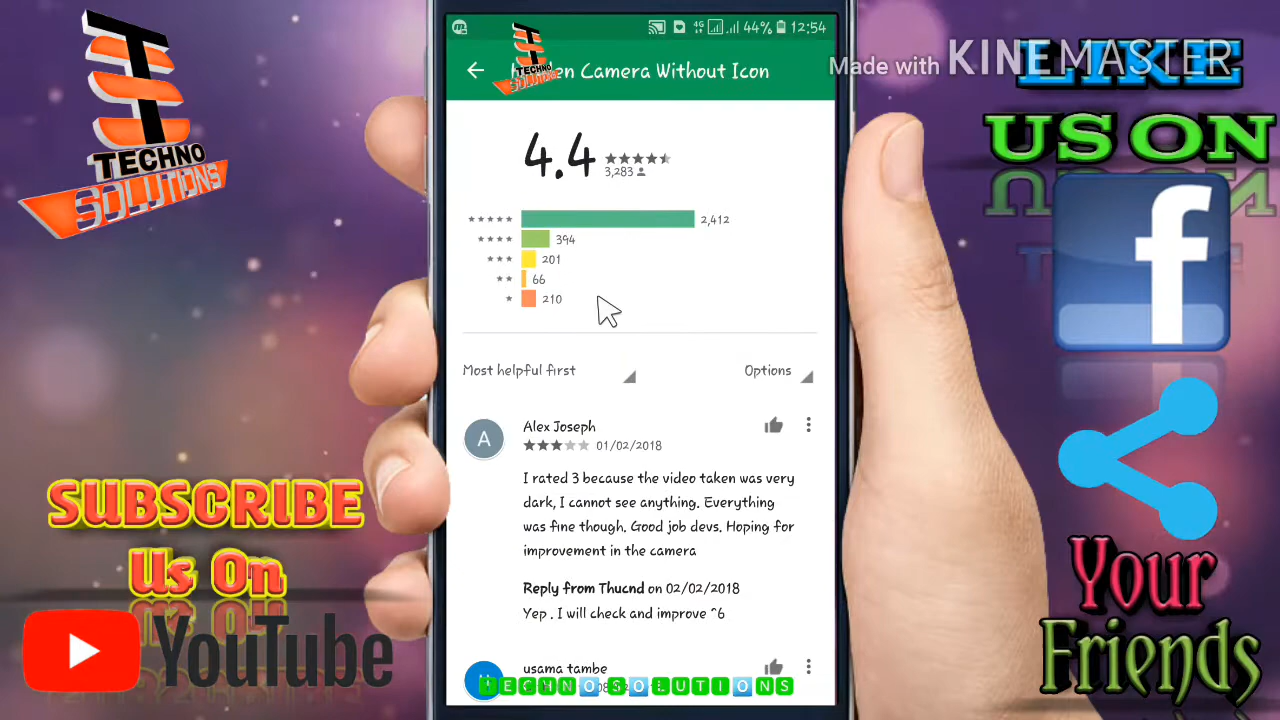 TECHNO
SOLUTIONS
44% 12:54
en Camera Without Icon
Made with KINEMASTER
LIKE
US ON
4.4
3,283
2,412
394
201
66
210
Most helpful first
Options
Alex Joseph
01/02/2018
I rated 3 because the video taken was very
dark, I cannot see anything. Everything
was fine though. Good job devs. Hoping for
improvement in the camera
Reply from Thucnd on 02/02/2018
Yep . I will check and improve ^6
usama tambe
TECHNO SOLUTIONS
SUBSCRIBE
Us On
YouTube
Your
Friends